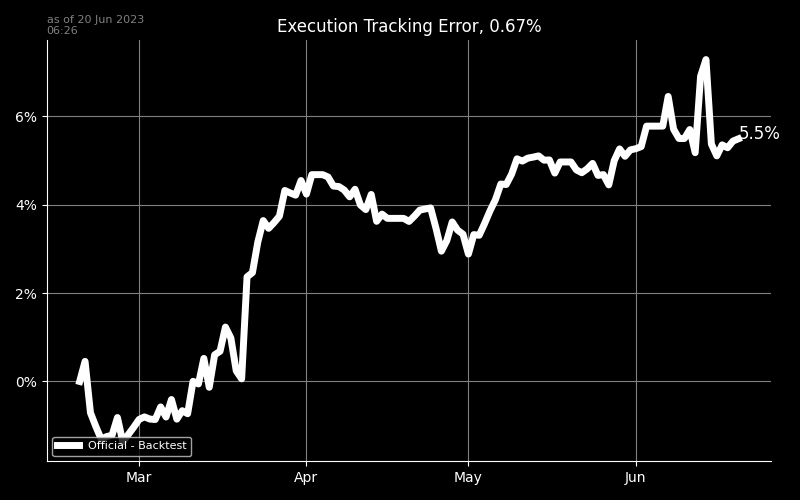 as of 20 Jun 2023
06:26
Execution Tracking Error, 0.67%
6%
4%
2%
0%
5.5%
Official - Backtest
Mar
Apr
May
Jun